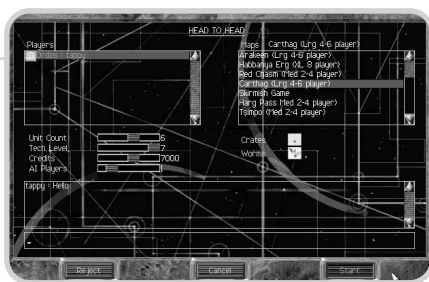 HEAD TO HEAD
Players
Ordos : tappy
Maps Carthag (Lrg 4-6 player)
Arakeen (Lrg 4-6 player)
Habbanya Erg (XL 8 player)
Red Chasm (Med 2-4 player)
Carthag (Lrg 4-6 player)
Skirmish Game
Harg Pass Med 2-4 player)
Tsimpo (Med 2-4 player)
Unit Count 6
Tech Level 7
Credits 7000
AI Players 1
Crates
Worms
tappy : Hello
Reject
Cancel
Start